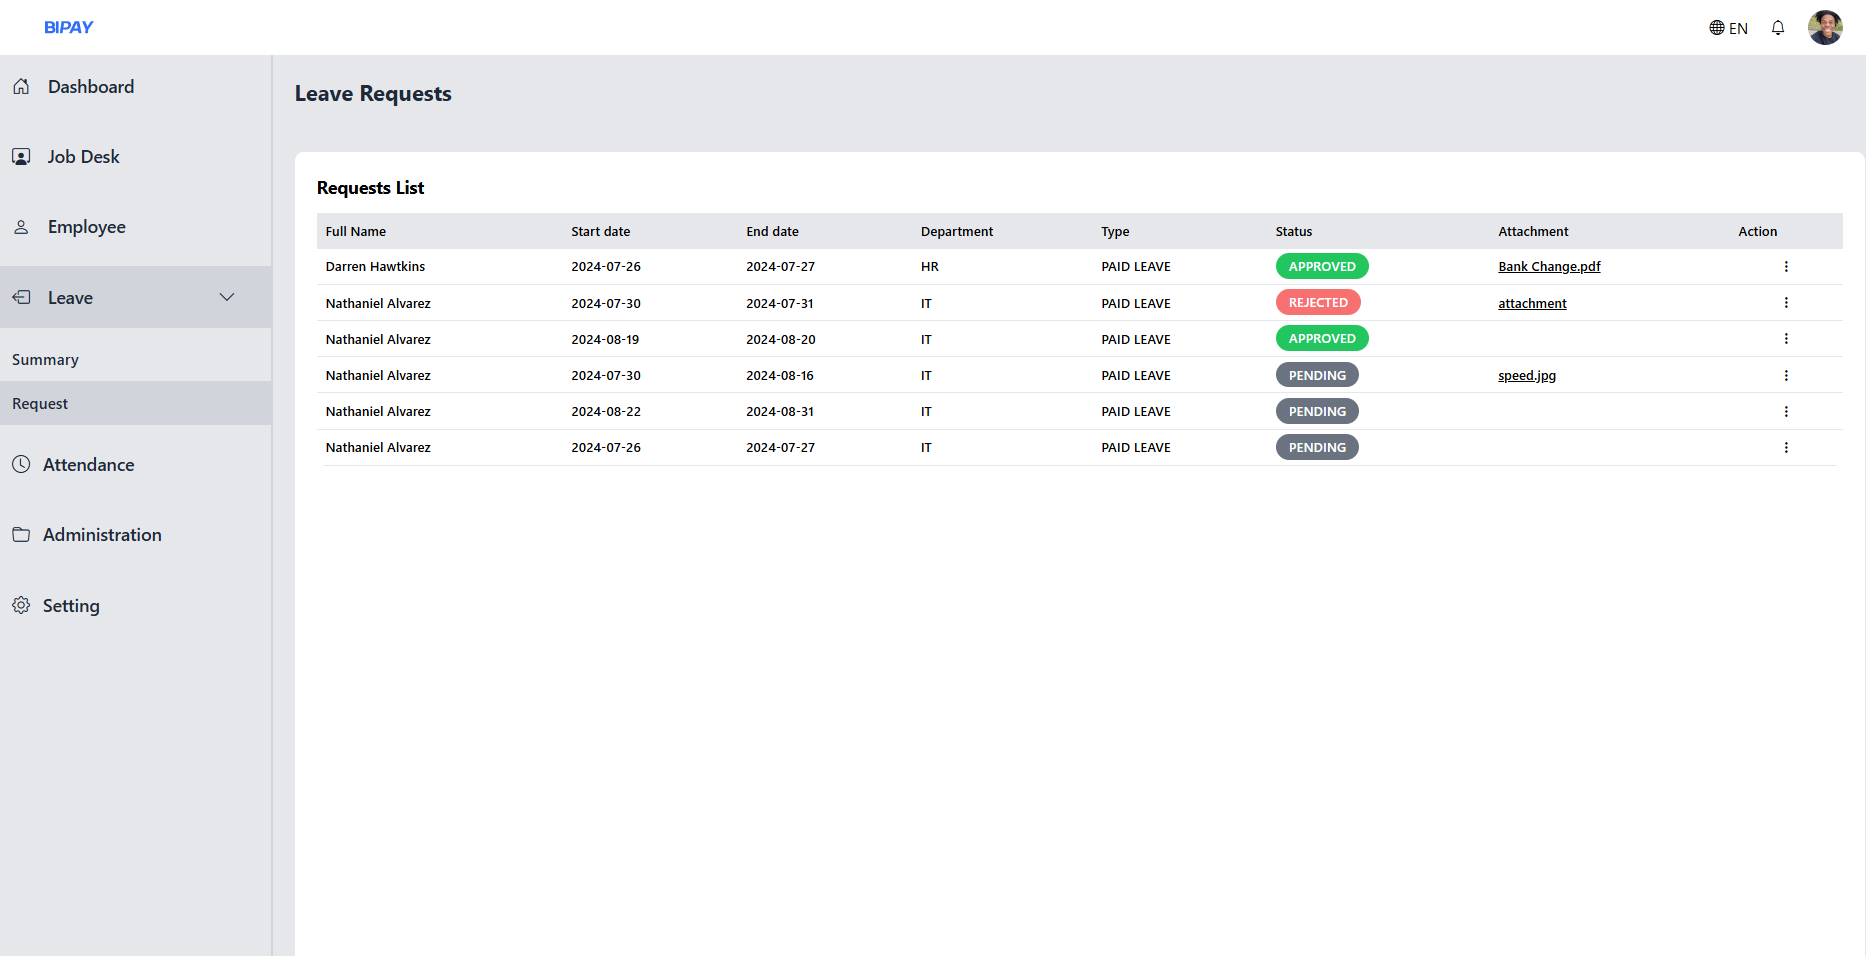 BIPAY
EN
Dashboard
Job Desk
Employee
Leave
Summary
Request
Attendance
Administration
Setting
Leave Requests
Requests List
Full Name Start date End date Department Type Status Attachment Action
Darren Hawtkins 2024-07-26 2024-07-27 HR PAID LEAVE APPROVED Bank Change.pdf
Nathaniel Alvarez 2024-07-30 2024-07-31 IT PAID LEAVE REJECTED attachment
Nathaniel Alvarez 2024-08-19 2024-08-20 IT PAID LEAVE APPROVED
Nathaniel Alvarez 2024-07-30 2024-08-16 IT PAID LEAVE PENDING speed.jpg
Nathaniel Alvarez 2024-08-22 2024-08-31 IT PAID LEAVE PENDING
Nathaniel Alvarez 2024-07-26 2024-07-27 IT PAID LEAVE PENDING